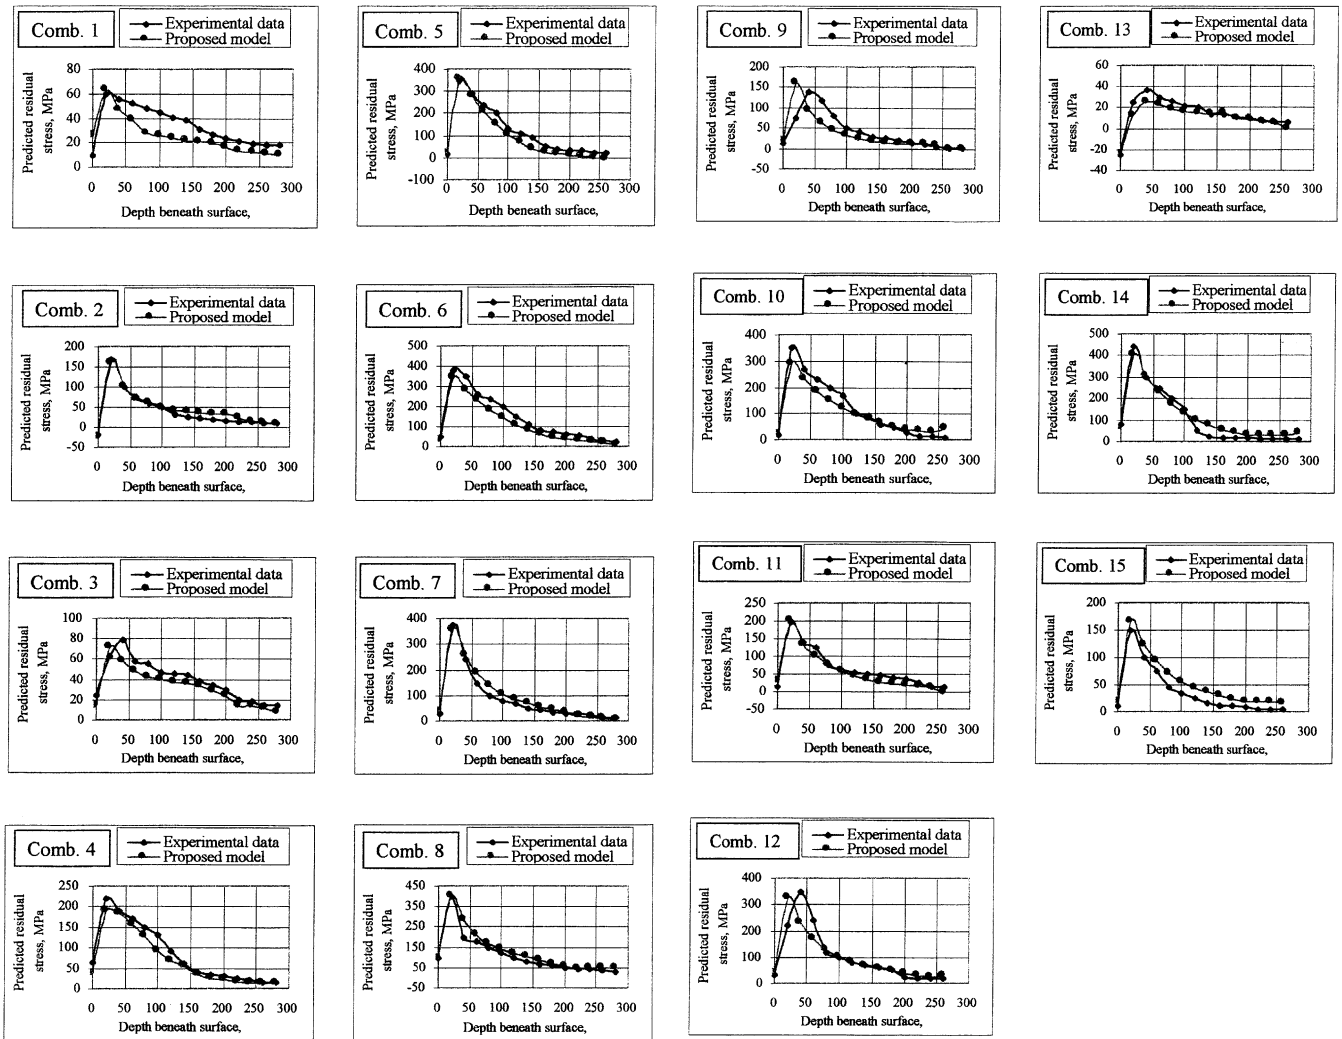 Comb. 1
Experimental data
Proposed model
Predicted residual
stress, MPa
80
60
40
20
0
0 50 100 150 200 250 300
Depth beneath surface,
Comb. 5
Experimental data
Proposed model
Predicted residual
stress, MPa
400
300
200
100
0
-100
0 50 100 150 200 250 300
Depth beneath surface,
Comb. 9
Experimental data
Proposed model
Predicted residual
stress, MPa
200
150
100
50
0
-50
0 50 100 150 200 250 300
Depth beneath surface,
Comb. 13
Experimental data
Proposed model
Predicted residual
stress, MPa
60
40
20
0
-20
-40
0 50 100 150 200 250 300
Depth beneath surface,
Comb. 2
Experimental data
Proposed model
Predicted residual
stress, MPa
200
150
100
50
0
-50
0 50 100 150 200 250 300
Depth beneath surface,
Comb. 6
Experimental data
Proposed model
Predicted residual
stress, MPa
500
400
300
200
100
0
0 50 100 150 200 250 300
Depth beneath surface,
Comb. 10
Experimental data
Proposed model
Predicted residual
stress, MPa
400
300
200
100
0
0 50 100 150 200 250 300
Depth beneath surface,
Comb. 14
Experimental data
Proposed model
Predicted residual
stress, MPa
500
400
300
200
100
0
0 50 100 150 200 250 300
Depth beneath surface,
Comb. 3
Experimental data
Proposed model
Predicted residual
stress, MPa
100
80
60
40
20
0
0 50 100 150 200 250 300
Depth beneath surface,
Comb. 7
Experimental data
Proposed model
Predicted residual
stress, MPa
400
300
200
100
0
0 50 100 150 200 250 300
Depth beneath surface,
Comb. 11
Experimental data
Proposed model
Predicted residual
stress, MPa
250
200
150
100
50
0
-50
0 50 100 150 200 250 300
Depth beneath surface,
Comb. 15
Experimental data
Proposed model
Predicted residual
stress, MPa
200
150
100
50
0
0 50 100 150 200 250 300
Depth beneath surface,
Comb. 4
Experimental data
Proposed model
Predicted residual
stress, MPa
250
200
150
100
50
0
0 50 100 150 200 250 300
Depth beneath surface,
Comb. 8
Experimental data
Proposed model
Predicted residual
stress, MPa
450
350
250
150
50
-50
0 50 100 150 200 250 300
Depth beneath surface,
Comb. 12
Experimental data
Proposed model
Predicted residual
stress, MPa
400
300
200
100
0
0 50 100 150 200 250 300
Depth beneath surface,